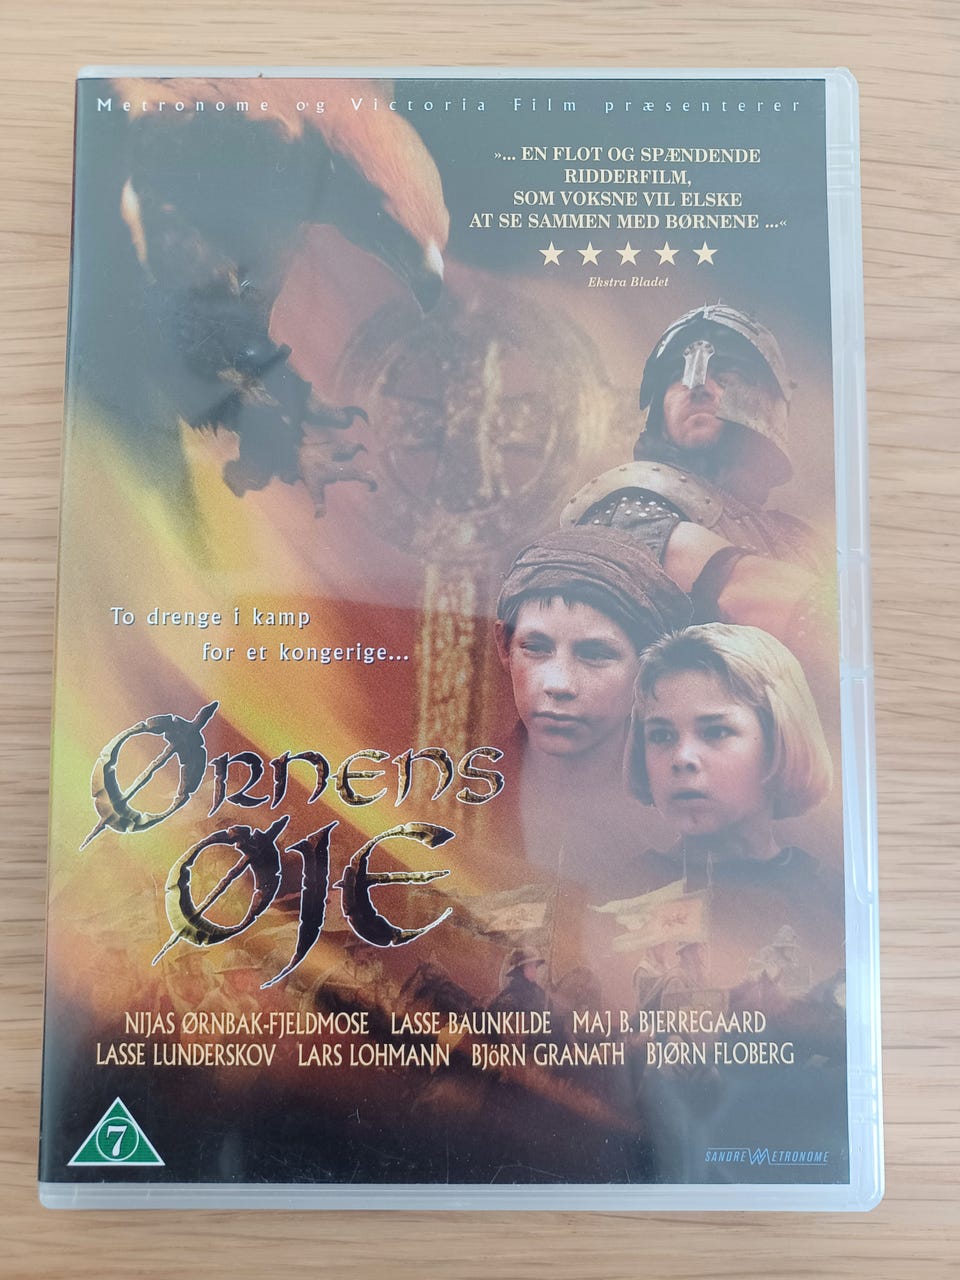 Metronome og Victoria Film præsenterer
»... EN FLOT OG SPÆNDENDE
RIDDERFILM,
SOM VOKSNE VIL ELSKE
AT SE SAMMEN MED BØRNENE ...«
Ekstra Bladet
To drenge i kamp
for et kongerige...
ØRNENS
ØJE
NIJAS ØRNBAK-FJELDMOSE LASSE BAUNKILDE MAJ B. BJERREGAARD
LASSE LUNDERSKOV LARS LOHMANN BJÖRN GRANATH BJØRN FLOBERG
7
SANDREW METRONOME